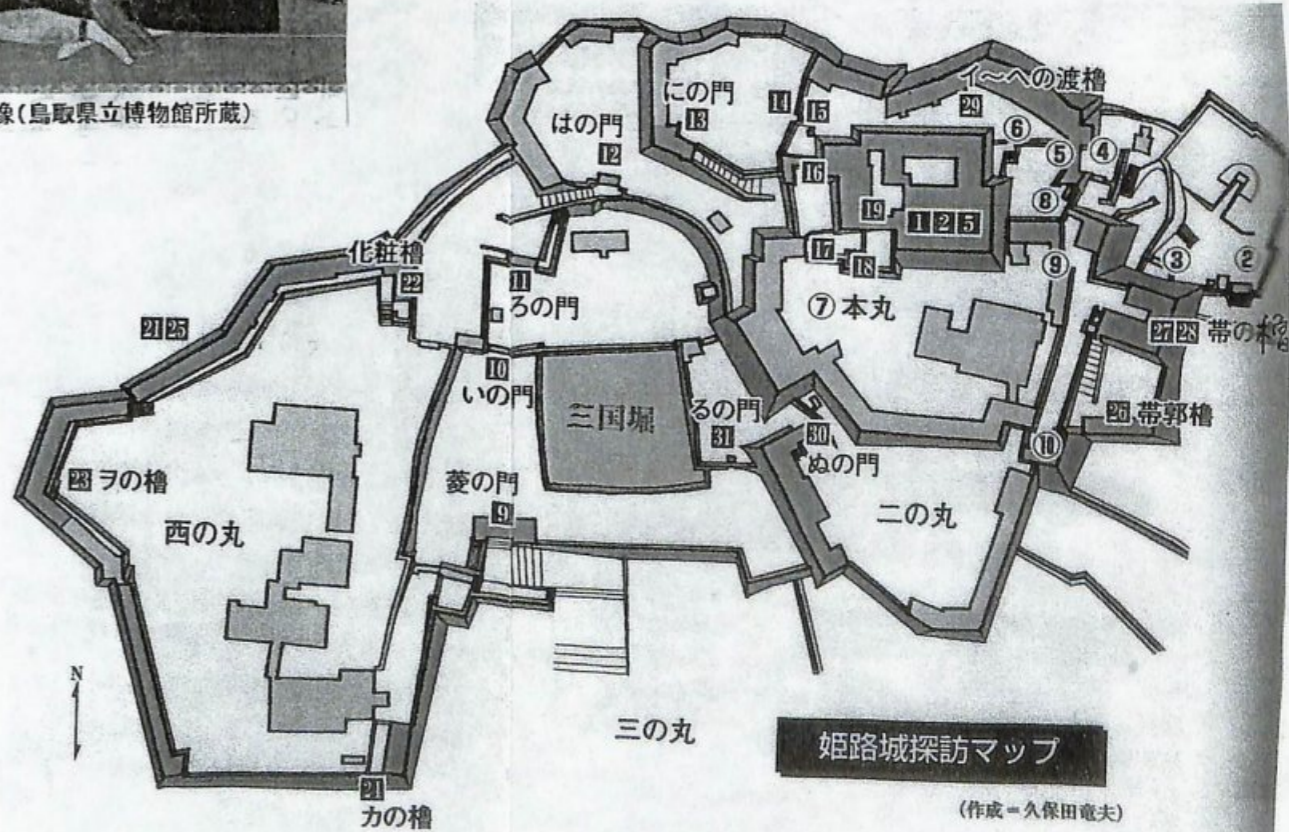 像(鳥取県立博物館所蔵)
イ〜への渡櫓
にの門
14
15
29
13
⑥
はの門
⑤
④
12
16
⑧
19
1 2 5
化粧櫓
17
18
⑨
③
②
22
11
ろの門
⑦本丸
21 25
27 28 帯の櫓
10
いの門
三国堀
るの門
31
30
ぬの門
26 帯郭櫓
⑩
23 ヲの櫓
菱の門
9
西の丸
二の丸
N
三の丸
姫路城探訪マップ
21
カの櫓
(作成=久保田竜夫)